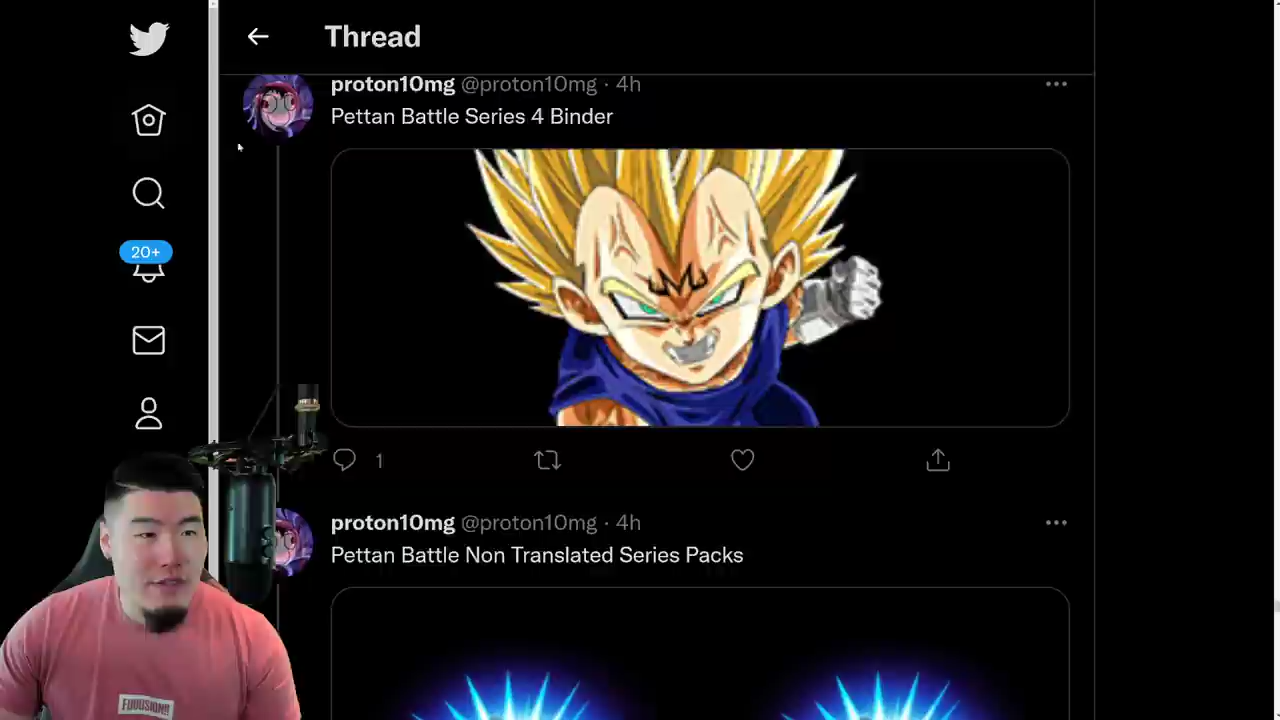 Thread
proton10mg @proton10mg · 4h
Pettan Battle Series 4 Binder
20+
1
proton10mg @proton10mg · 4h
Pettan Battle Non Translated Series Packs
FUUUSION!!